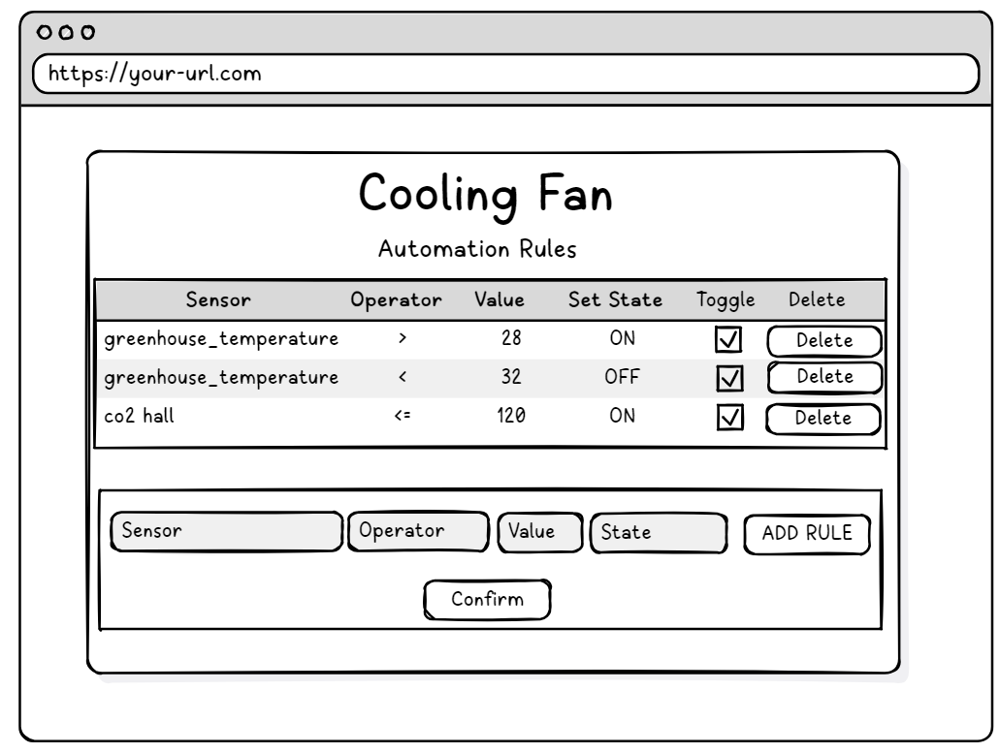 https://your-url.com
Cooling Fan
Automation Rules
Sensor Operator Value Set State Toggle Delete
greenhouse_temperature > 28 ON Delete
greenhouse_temperature < 32 OFF Delete
co2 hall <= 120 ON Delete
Sensor Operator Value State ADD RULE
Confirm